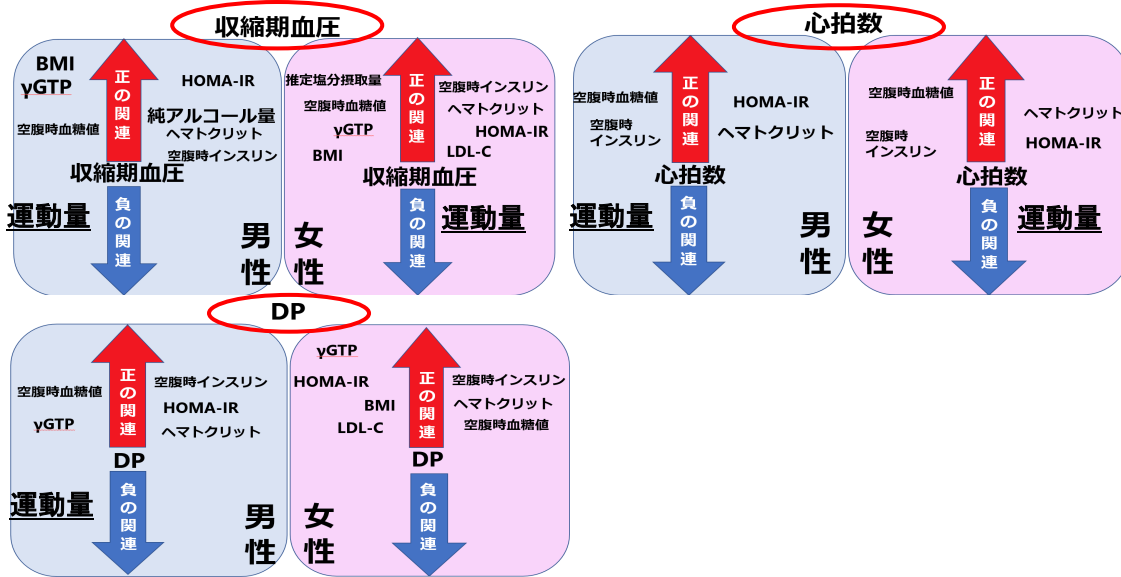 収縮期血圧
BMI
γGTP
空腹時血糖値
正の関連
HOMA-IR
純アルコール量
ヘマトクリット
空腹時インスリン
収縮期血圧
運動量
負の関連
男性
推定塩分摂取量
空腹時血糖値
γGTP
BMI
正の関連
空腹時インスリン
ヘマトクリット
HOMA-IR
LDL-C
収縮期血圧
女性
負の関連
運動量
心拍数
空腹時血糖値
空腹時
インスリン
正の関連
HOMA-IR
ヘマトクリット
心拍数
運動量
負の関連
男性
空腹時血糖値
空腹時
インスリン
正の関連
ヘマトクリット
HOMA-IR
心拍数
女性
負の関連
運動量
DP
空腹時血糖値
γGTP
正の関連
空腹時インスリン
HOMA-IR
ヘマトクリット
DP
運動量
負の関連
男性
γGTP
HOMA-IR
BMI
LDL-C
正の関連
空腹時インスリン
ヘマトクリット
空腹時血糖値
DP
女性
負の関連